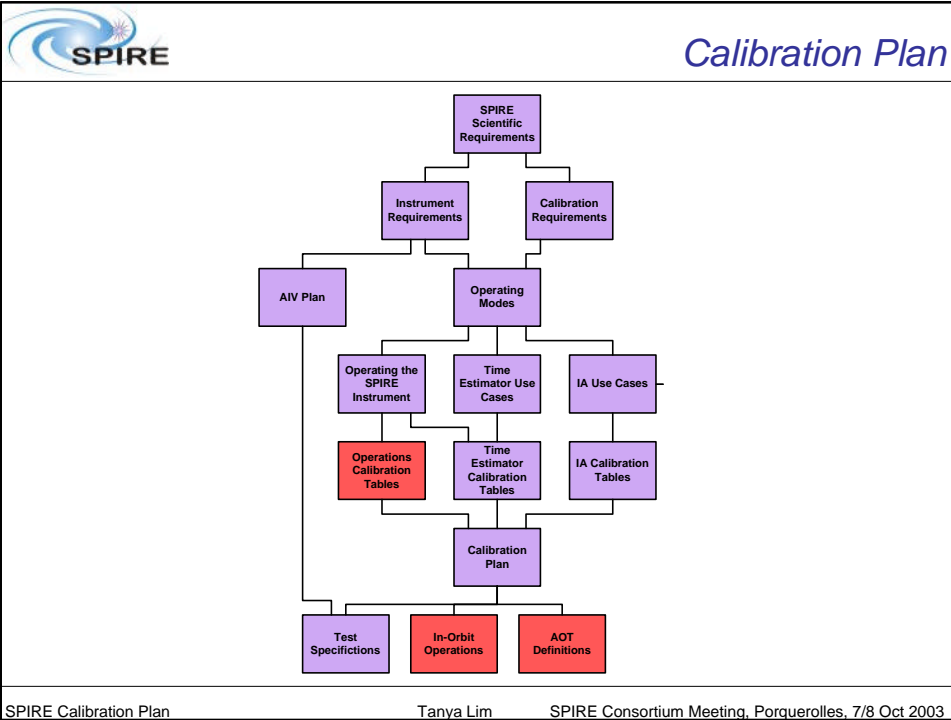 SPIRE
Calibration Plan
SPIRE
Scientific
Requirements
Instrument
Requirements
Calibration
Requirements
AIV Plan
Operating
Modes
Operating the
SPIRE
Instrument
Time
Estimator Use
Cases
IA Use Cases
Operations
Calibration
Tables
Time
Estimator
Calibration
Tables
IA Calibration
Tables
Calibration
Plan
Test
Specifictions
In-Orbit
Operations
AOT
Definitions
SPIRE Calibration Plan
Tanya Lim
SPIRE Consortium Meeting, Porquerolles, 7/8 Oct 2003